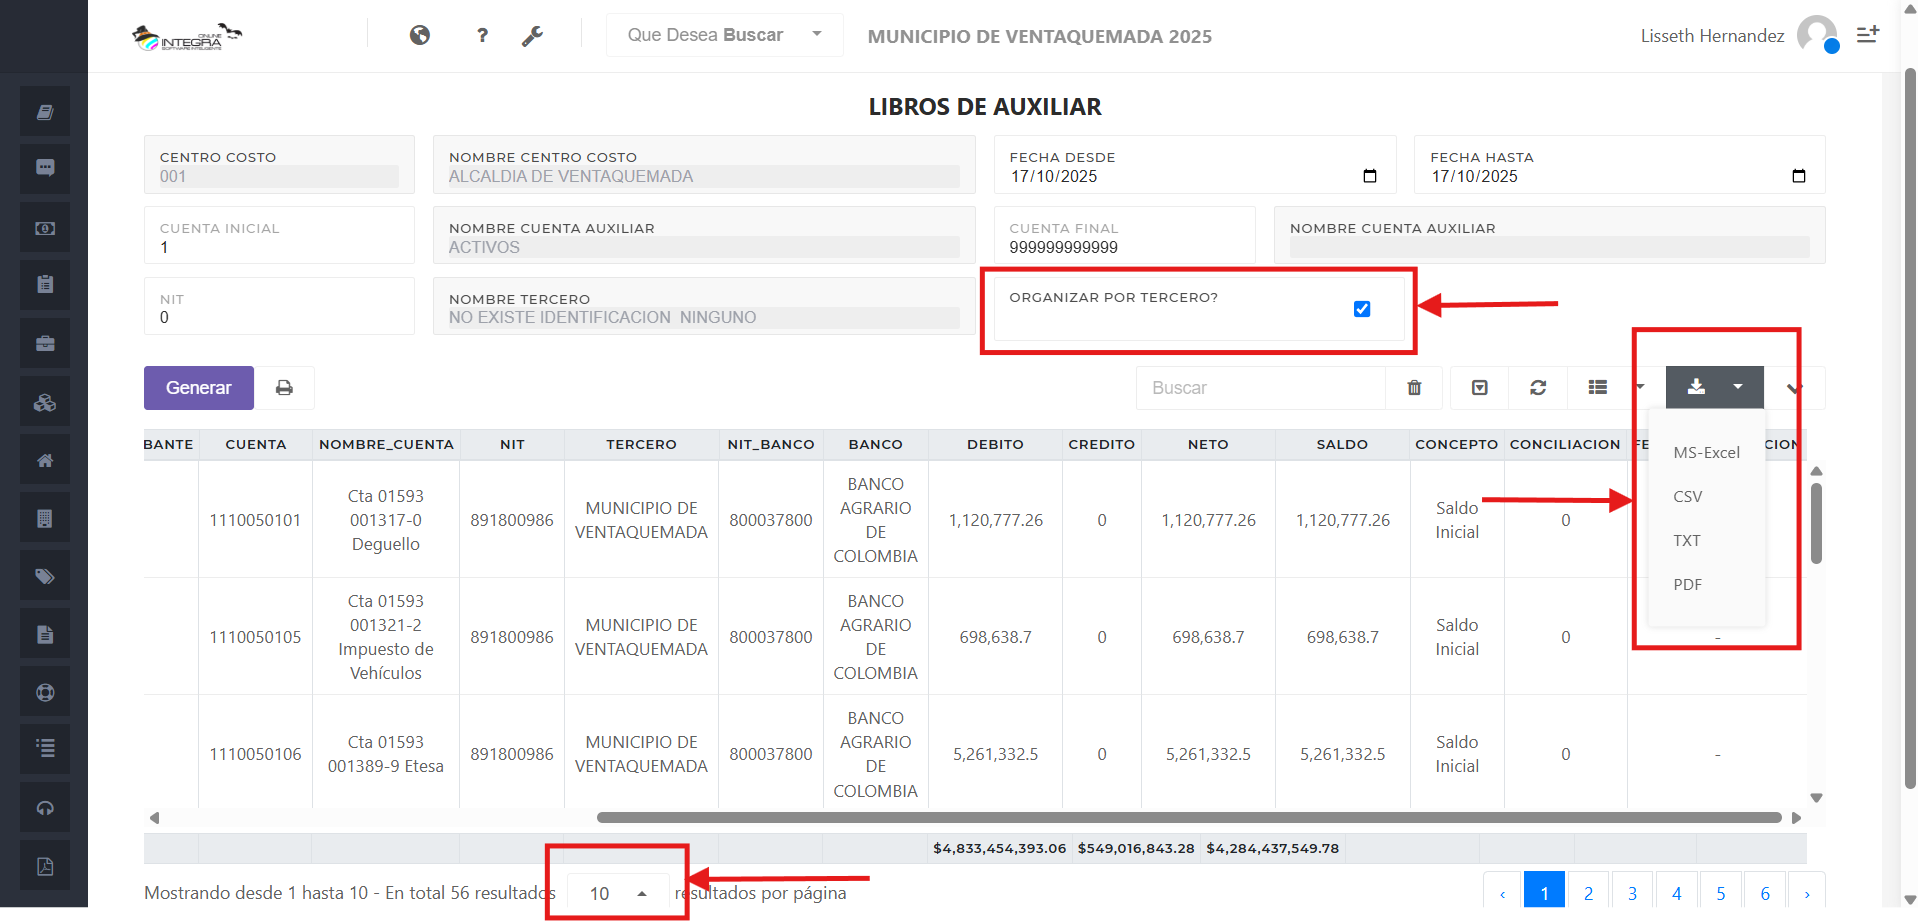 ONLINE
INTEGRA
SOFTWARE INTELIGENTE
?
Que Desea Buscar
MUNICIPIO DE VENTAQUEMADA 2025
Lisseth Hernandez
LIBROS DE AUXILIAR
CENTRO COSTO
001
NOMBRE CENTRO COSTO
ALCALDIA DE VENTAQUEMADA
FECHA DESDE
17/10/2025
FECHA HASTA
17/10/2025
CUENTA INICIAL
1
NOMBRE CUENTA AUXILIAR
ACTIVOS
CUENTA FINAL
999999999999
NOMBRE CUENTA AUXILIAR
NIT
0
NOMBRE TERCERO
NO EXISTE IDENTIFICACION NINGUNO
ORGANIZAR POR TERCERO?
Generar
Buscar
MS-Excel
CSV
TXT
PDF
BANTE CUENTA NOMBRE_CUENTA NIT TERCERO NIT_BANCO BANCO DEBITO CREDITO NETO SALDO CONCEPTO CONCILIACION FE CION
1110050101
Cta 01593
001317-0
Deguello
891800986
MUNICIPIO DE
VENTAQUEMADA
800037800
BANCO
AGRARIO
DE
COLOMBIA
1,120,777.26
0
1,120,777.26
1,120,777.26
Saldo
Inicial
0
1110050105
Cta 01593
001321-2
Impuesto de
Vehículos
891800986
MUNICIPIO DE
VENTAQUEMADA
800037800
BANCO
AGRARIO
DE
COLOMBIA
698,638.7
0
698,638.7
698,638.7
Saldo
Inicial
0
-
1110050106
Cta 01593
001389-9 Etesa
891800986
MUNICIPIO DE
VENTAQUEMADA
800037800
BANCO
AGRARIO
DE
COLOMBIA
5,261,332.5
0
5,261,332.5
5,261,332.5
Saldo
Inicial
0
-
$4,833,454,393.06 $549,016,843.28 $4,284,437,549.78
Mostrando desde 1 hasta 10 - En total 56 resultados 10 resultados por página
‹ 1 2 3 4 5 6 ›